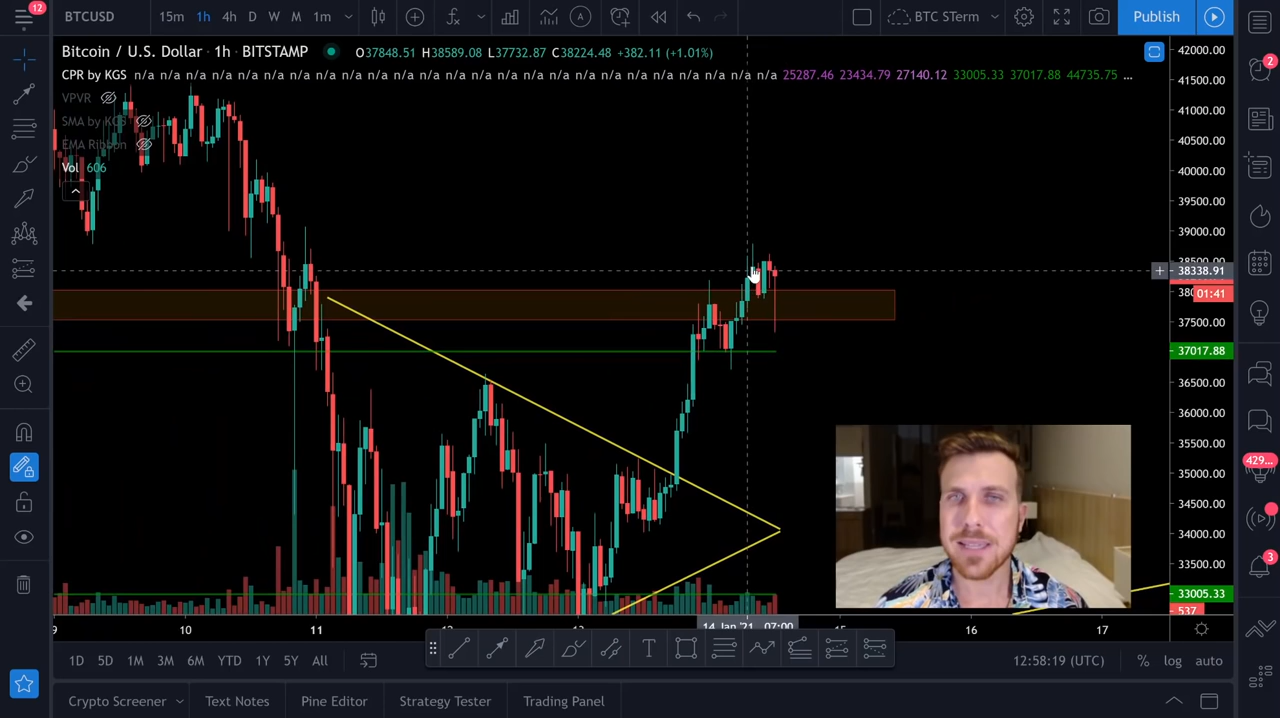 12
BTCUSD 15m 1h 4h D W M 1m BTC STerm Publish
Bitcoin / U.S. Dollar · 1h · BITSTAMP O37848.51 H38589.08 L37732.87 C38224.48 +382.11 (+1.01%)
CPR by KGS n/a n/a n/a n/a n/a n/a n/a n/a n/a n/a n/a n/a n/a n/a n/a n/a n/a n/a n/a n/a n/a n/a n/a n/a n/a n/a n/a n/a n/a n/a n/a 25287.46 23434.79 27140.12 33005.33 37017.88 44735.75 ...
VPVR
SMA by KGS
EMA Ribbon
Vol 606
42000.00
41500.00
41000.00
40500.00
40000.00
39500.00
39000.00
38338.91
01:41
37500.00
37017.88
36500.00
36000.00
35500.00
35000.00
34500.00
34000.00
33500.00
33005.33
537
2
429...
3
9 10 11 14 Jan '21 07:00 15 16 17
1D 5D 1M 3M 6M YTD 1Y 5Y All 12:58:19 (UTC) % log auto
Crypto Screener Text Notes Pine Editor Strategy Tester Trading Panel